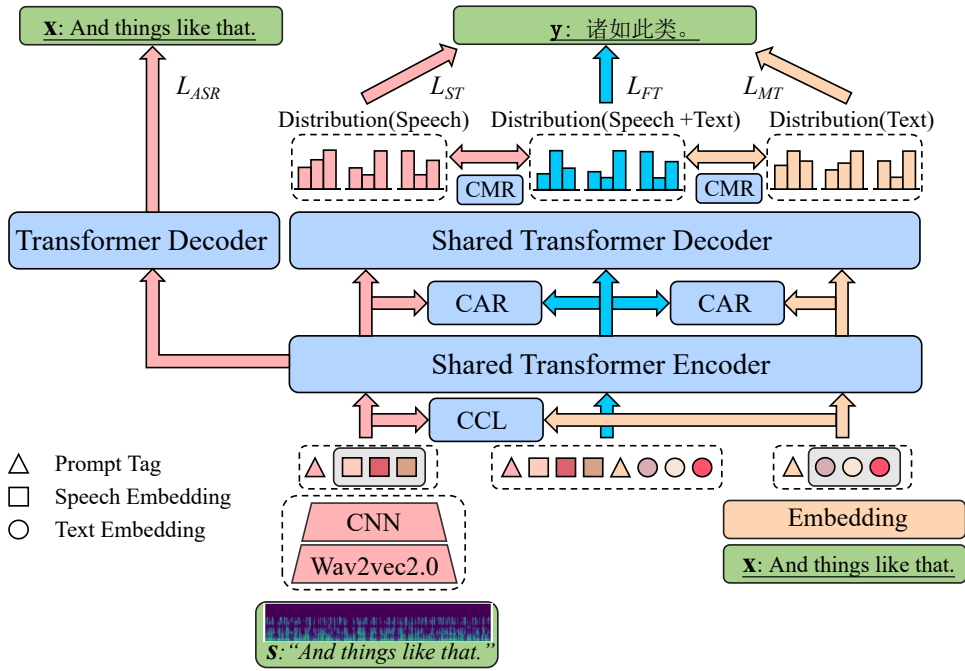 x: And things like that.
y: 诸如此类。
L_ASR
L_ST
L_FT
L_MT
Distribution(Speech)
Distribution(Speech +Text)
Distribution(Text)
CMR
CMR
Transformer Decoder
Shared Transformer Decoder
CAR
CAR
Shared Transformer Encoder
CCL
Prompt Tag
Speech Embedding
Text Embedding
CNN
Wav2vec2.0
Embedding
x: And things like that.
s:“And things like that.”